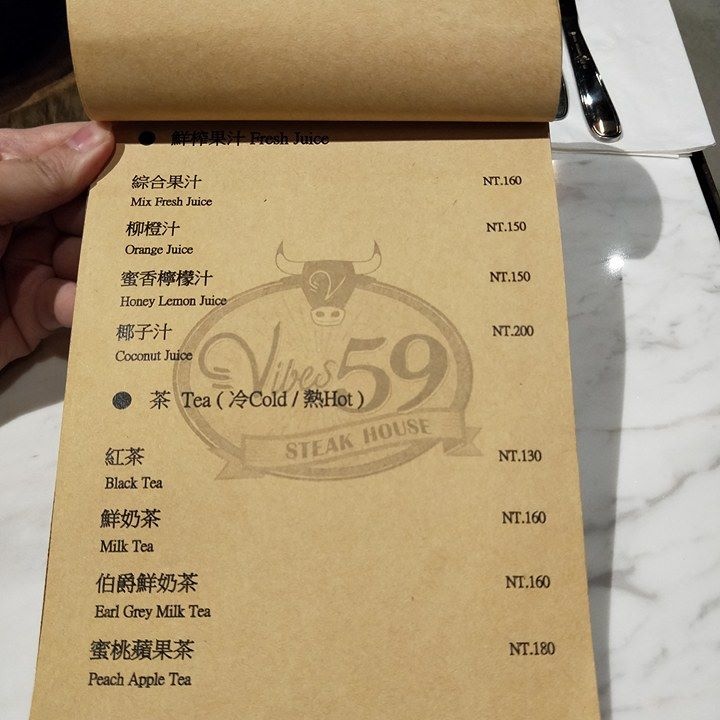 ● 鮮榨果汁 Fresh Juice
綜合果汁 NT.160
Mix Fresh Juice
柳橙汁 NT.150
Orange Juice
蜜香檸檬汁 NT.150
Honey Lemon Juice
椰子汁 NT.200
Coconut Juice
Vibes 59
STEAK HOUSE
● 茶 Tea ( 冷Cold / 熱Hot )
紅茶 NT.130
Black Tea
鮮奶茶 NT.160
Milk Tea
伯爵鮮奶茶 NT.160
Earl Grey Milk Tea
蜜桃蘋果茶 NT.180
Peach Apple Tea